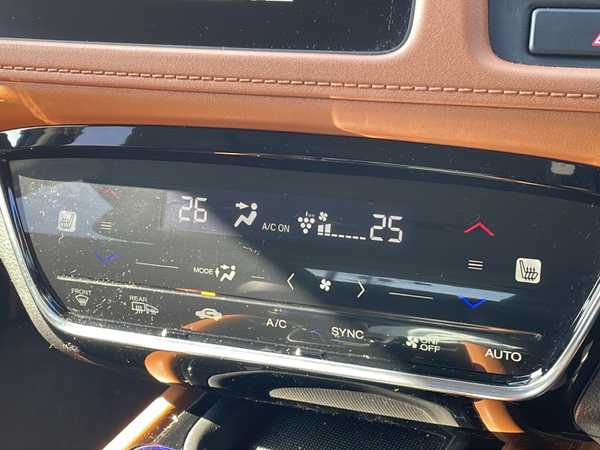 26 A/C ON 25
MODE
FRONT REAR
A/C SYNC ON/ OFF AUTO